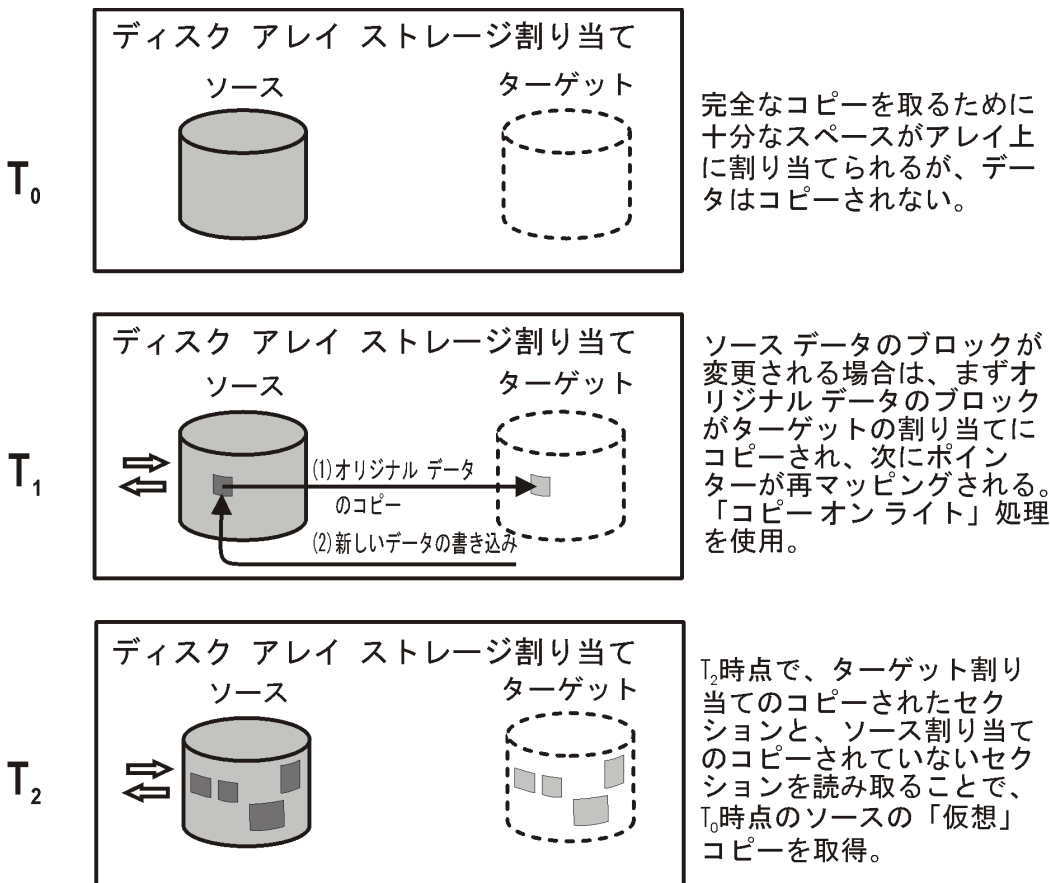 ディスク アレイ ストレージ割り当て
ソース
ターゲット
T0
完全なコピーを取るために
十分なスペースがアレイ上
に割り当てられるが、デー
タはコピーされない。
ディスク アレイ ストレージ割り当て
ソース
ターゲット
T1
(1)オリジナル データ
のコピー
(2)新しいデータの書き込み
ソース データのブロックが
変更される場合は、まずオ
リジナル データのブロック
がターゲットの割り当てに
コピーされ、次にポイン
ターが再マッピングされる。
「コピー オン ライト」処理
を使用。
ディスク アレイ ストレージ割り当て
ソース
ターゲット
T2
T2時点で、ターゲット割り
当てのコピーされたセク
ションと、ソース割り当て
のコピーされていないセク
ションを読み取ることで、
T0時点のソースの「仮想」
コピーを取得。